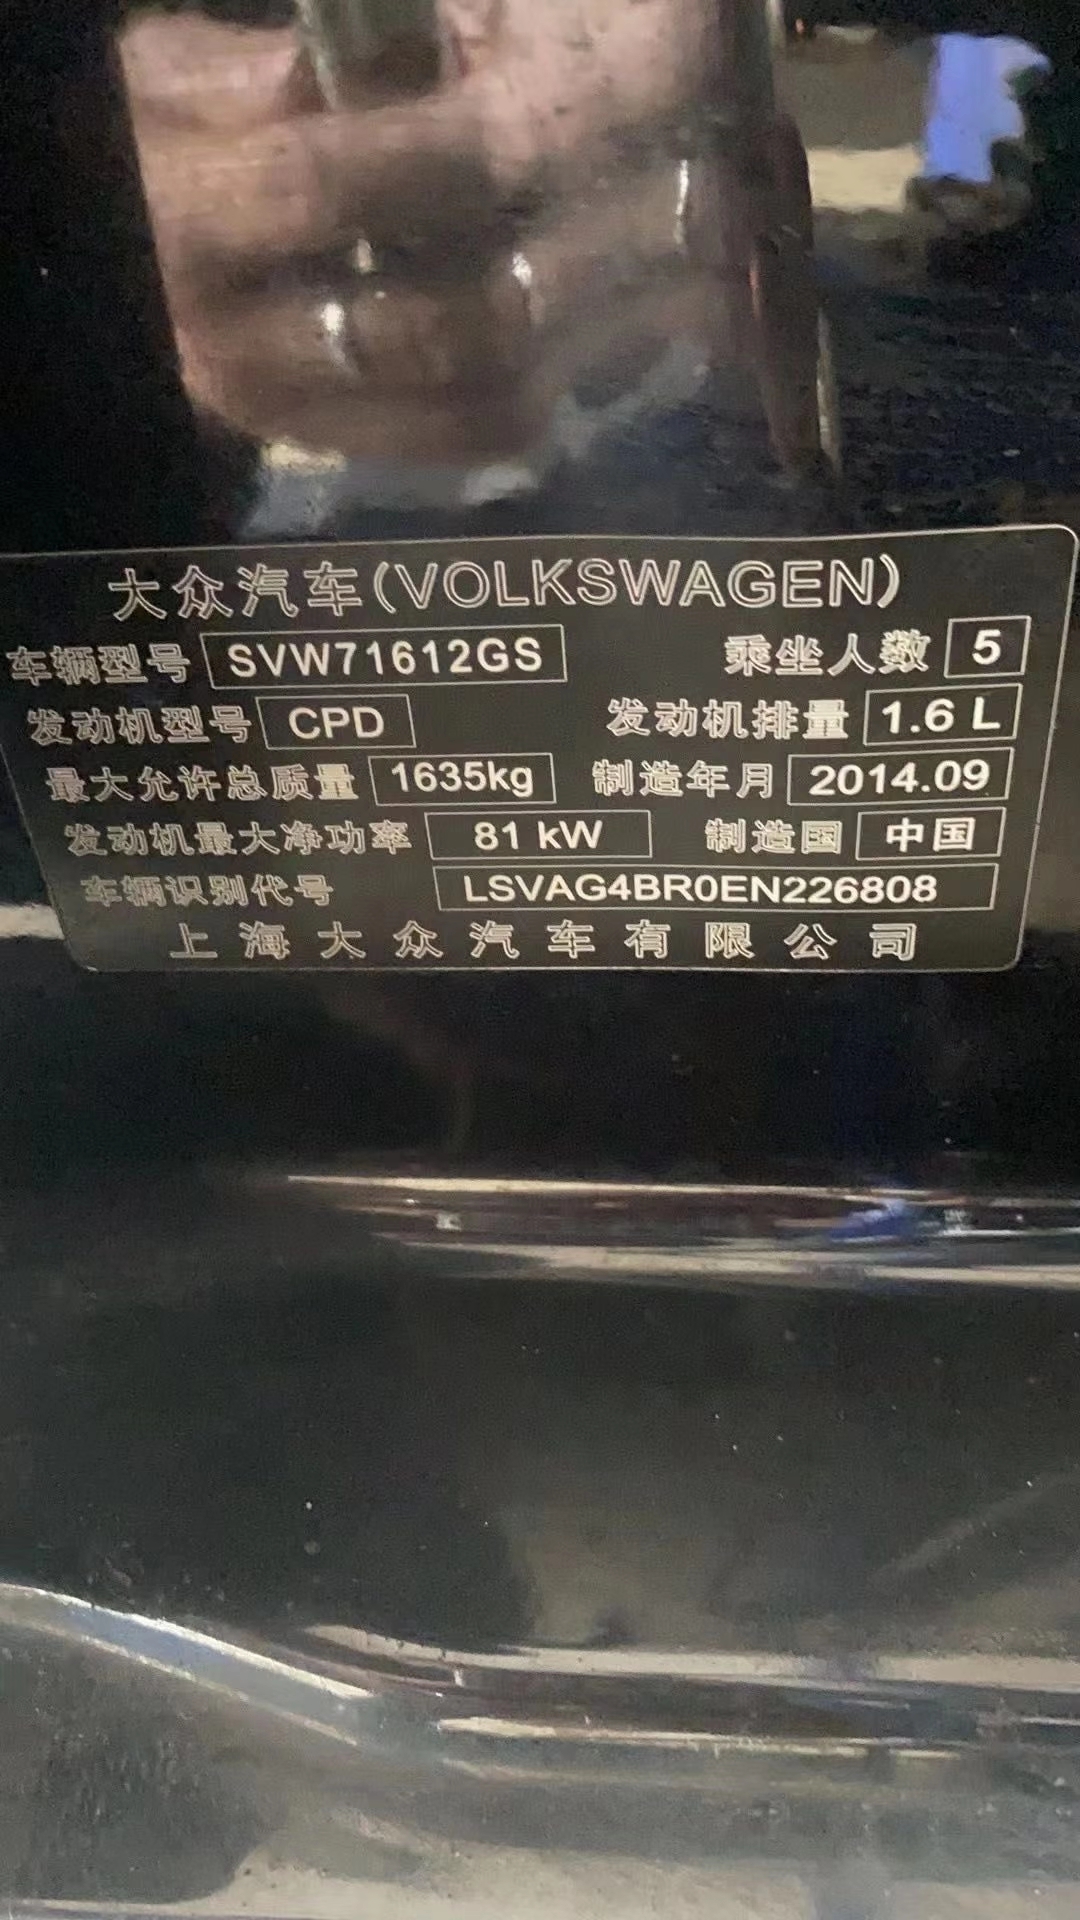 大众汽车(VOLKSWAGEN)
车辆型号 SVW71612GS 乘坐人数 5
发动机型号 CPD 发动机排量 1.6 L
最大允许总质量 1635kg 制造年月 2014.09
发动机最大净功率 81 kW 制造国 中国
车辆识别代号 LSVAG4BR0EN226808
上海大众汽车有限公司